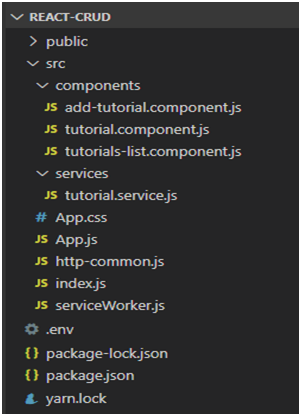 REACT-CRUD
public
src
components
JS add-tutorial.component.js
JS tutorial.component.js
JS tutorials-list.component.js
services
JS tutorial.service.js
# App.css
JS App.js
JS http-common.js
JS index.js
JS serviceWorker.js
.env
{} package-lock.json
{} package.json
yarn.lock